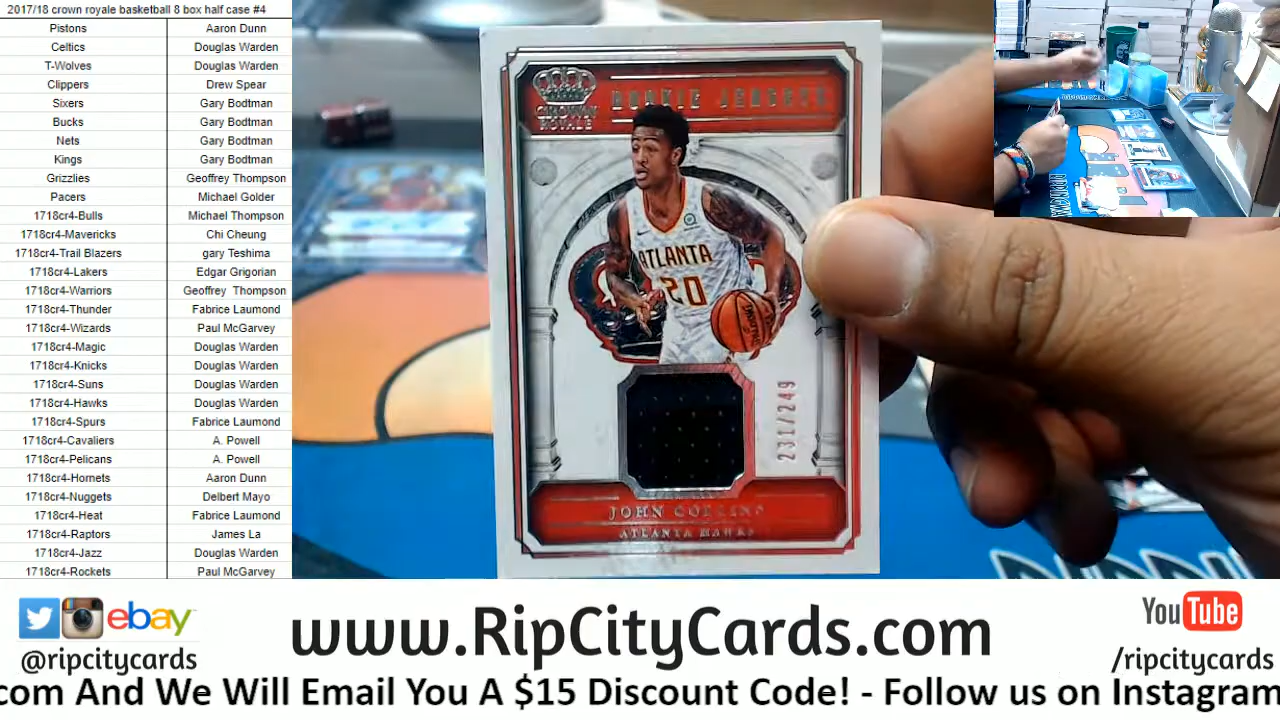 2017/18 crown royale basketball 8 box half case #4
Pistons Aaron Dunn
Celtics Douglas Warden
T-Wolves Douglas Warden
Clippers Drew Spear
Sixers Gary Bodtman
Bucks Gary Bodtman
Nets Gary Bodtman
Kings Gary Bodtman
Grizzlies Geoffrey Thompson
Pacers Michael Golder
1718cr4-Bulls Michael Thompson
1718cr4-Mavericks Chi Cheung
1718cr4-Trail Blazers gary Teshima
1718cr4-Lakers Edgar Grigorian
1718cr4-Warriors Geoffrey Thompson
1718cr4-Thunder Fabrice Laumond
1718cr4-Wizards Paul McGarvey
1718cr4-Magic Douglas Warden
1718cr4-Knicks Douglas Warden
1718cr4-Suns Douglas Warden
1718cr4-Hawks Douglas Warden
1718cr4-Spurs Fabrice Laumond
1718cr4-Cavaliers A. Powell
1718cr4-Pelicans A. Powell
1718cr4-Hornets Aaron Dunn
1718cr4-Nuggets Delbert Mayo
1718cr4-Heat Fabrice Laumond
1718cr4-Raptors James La
1718cr4-Jazz Douglas Warden
1718cr4-Rockets Paul McGarvey
CROWN ROYALE
ROOKIE JERSEYS
ATLANTA
20
SPALDING
231/249
JOHN COLLINS
ATLANTA HAWKS
ebay
@ripcitycards
www.RipCityCards.com
YouTube
/ripcitycards
com And We Will Email You A $15 Discount Code! - Follow us on Instagram